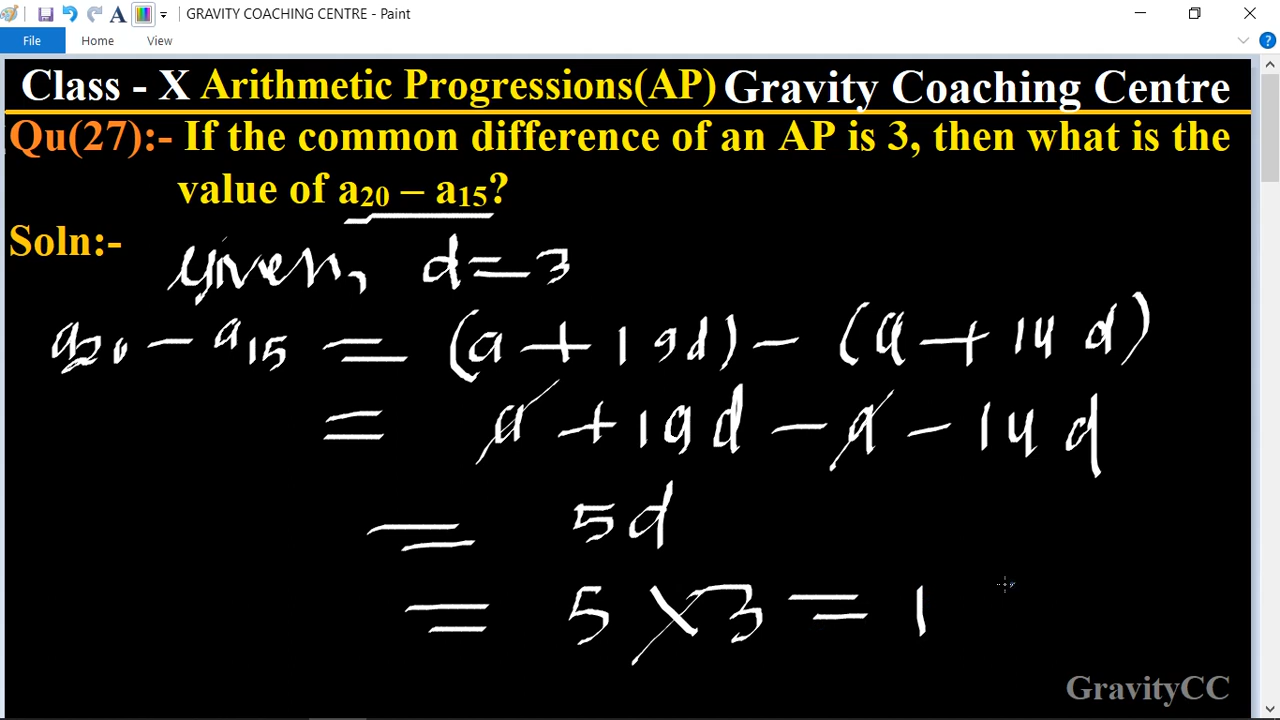 GRAVITY COACHING CENTRE - Paint
File Home View
Class - X Arithmetic Progressions(AP) Gravity Coaching Centre
Qu(27):- If the common difference of an AP is 3, then what is the
value of a₂₀ – a₁₅?
Soln:- Given, d = 3
a₂₀ - a₁₅ = (a + 19d) - (a + 14d)
= a + 19d - a - 14d
= 5d
= 5 × 3 = 1
GravityCC